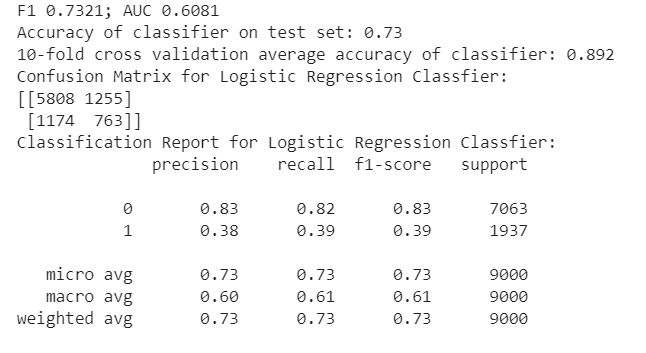 F1 0.7321; AUC 0.6081
Accuracy of classifier on test set: 0.73
10-fold cross validation average accuracy of classifier: 0.892
Confusion Matrix for Logistic Regression Classfier:
[[5808 1255]
[1174 763]]
Classification Report for Logistic Regression Classfier:
precision recall f1-score support
0 0.83 0.82 0.83 7063
1 0.38 0.39 0.39 1937
micro avg 0.73 0.73 0.73 9000
macro avg 0.60 0.61 0.61 9000
weighted avg 0.73 0.73 0.73 9000